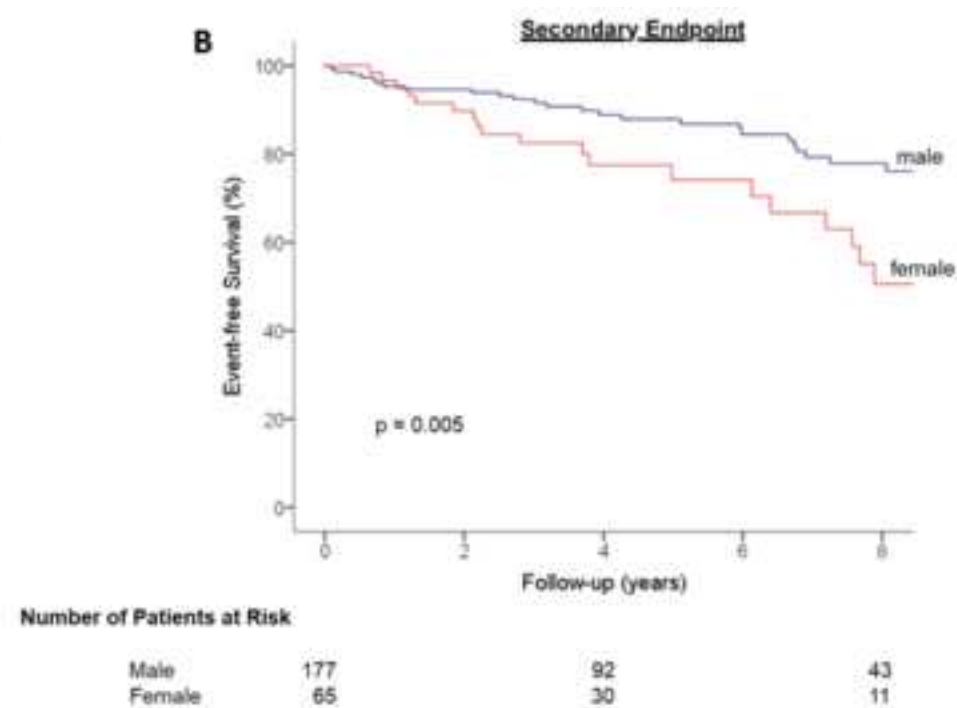 B
Secondary Endpoint
Event-free Survival (%)
100
80
60
40
20
0
male
female
p = 0.005
0 2 4 6 8
Follow-up (years)
Number of Patients at Risk
Male 177 92 43
Female 65 30 11